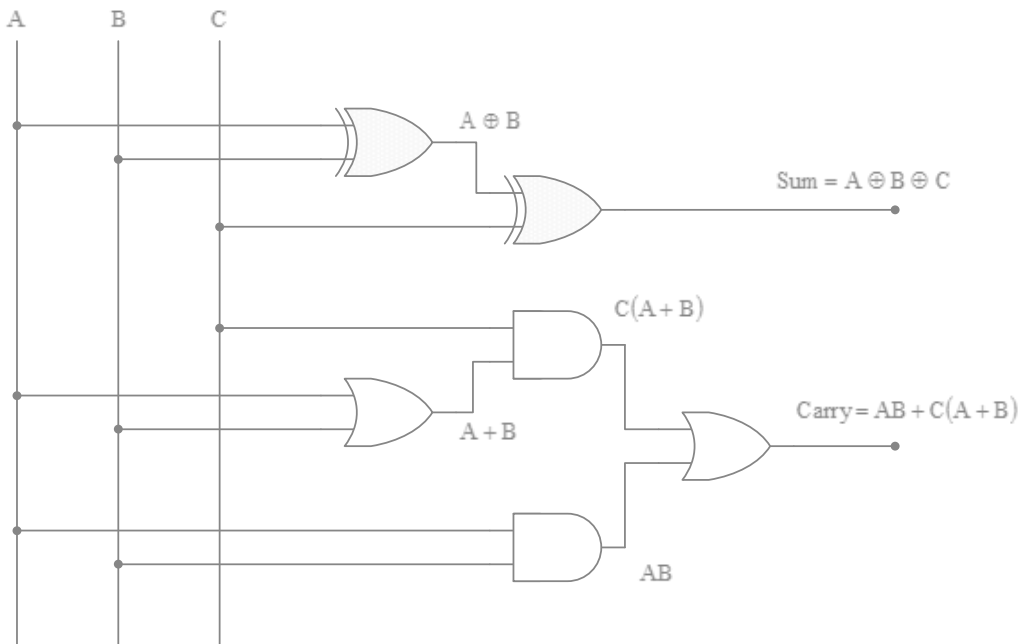 A B C
A ⊕ B
Sum = A ⊕ B ⊕ C
C(A + B)
Carry = AB + C(A + B)
A + B
AB